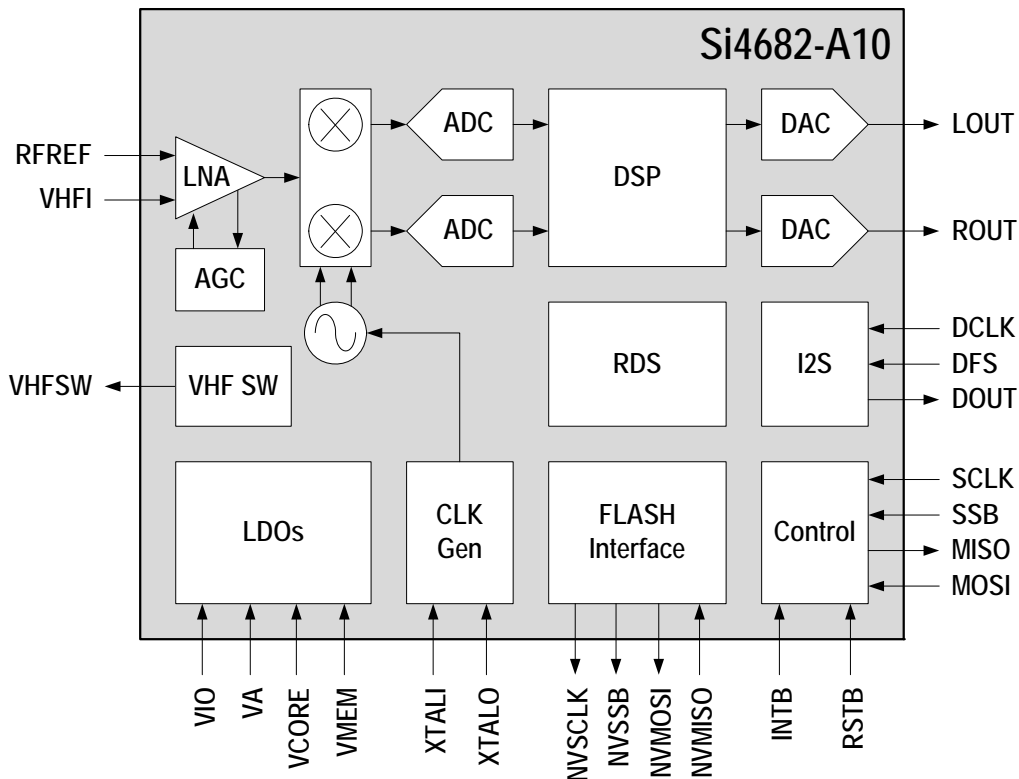 Si4682-A10
RFREF
VHFI
LNA
AGC
ADC
ADC
DSP
DAC
DAC
LOUT
ROUT
VHFSW
VHF SW
RDS
I2S
DCLK
DFS
DOUT
LDOs
CLK
Gen
FLASH
Interface
Control
SCLK
SSB
MISO
MOSI
VIO
VA
VCORE
VMEM
XTALI
XTALO
NVSCLK
NVSSB
NVMOSI
NVMISO
INTB
RSTB